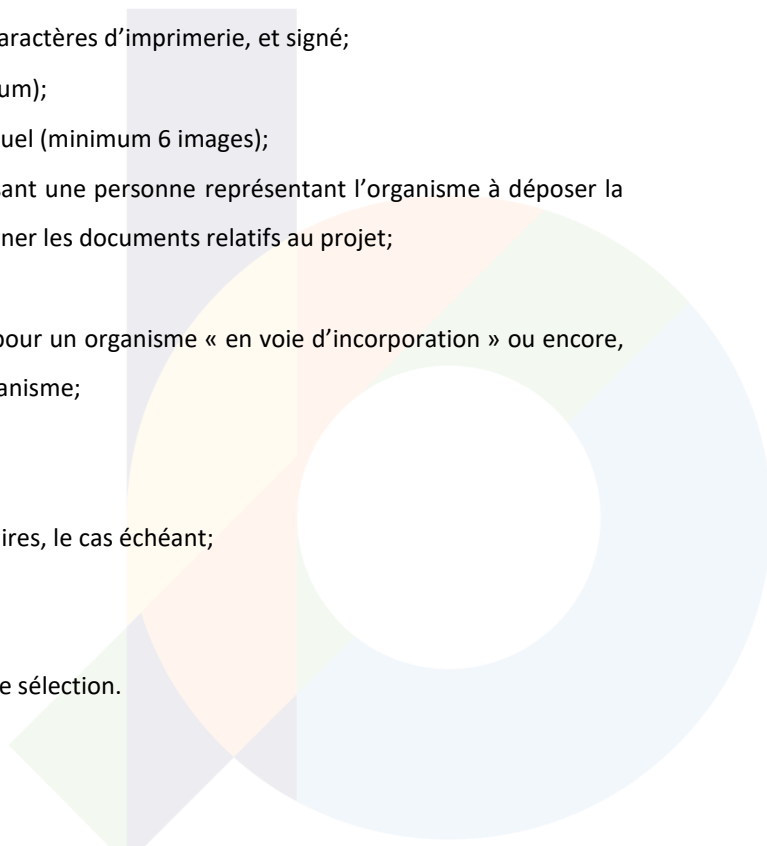 aractères d’imprimerie, et signé;
um);
uel (minimum 6 images);
sant une personne représentant l’organisme à déposer la
ner les documents relatifs au projet;
pour un organisme « en voie d’incorporation » ou encore,
anisme;
ires, le cas échéant;
e sélection.